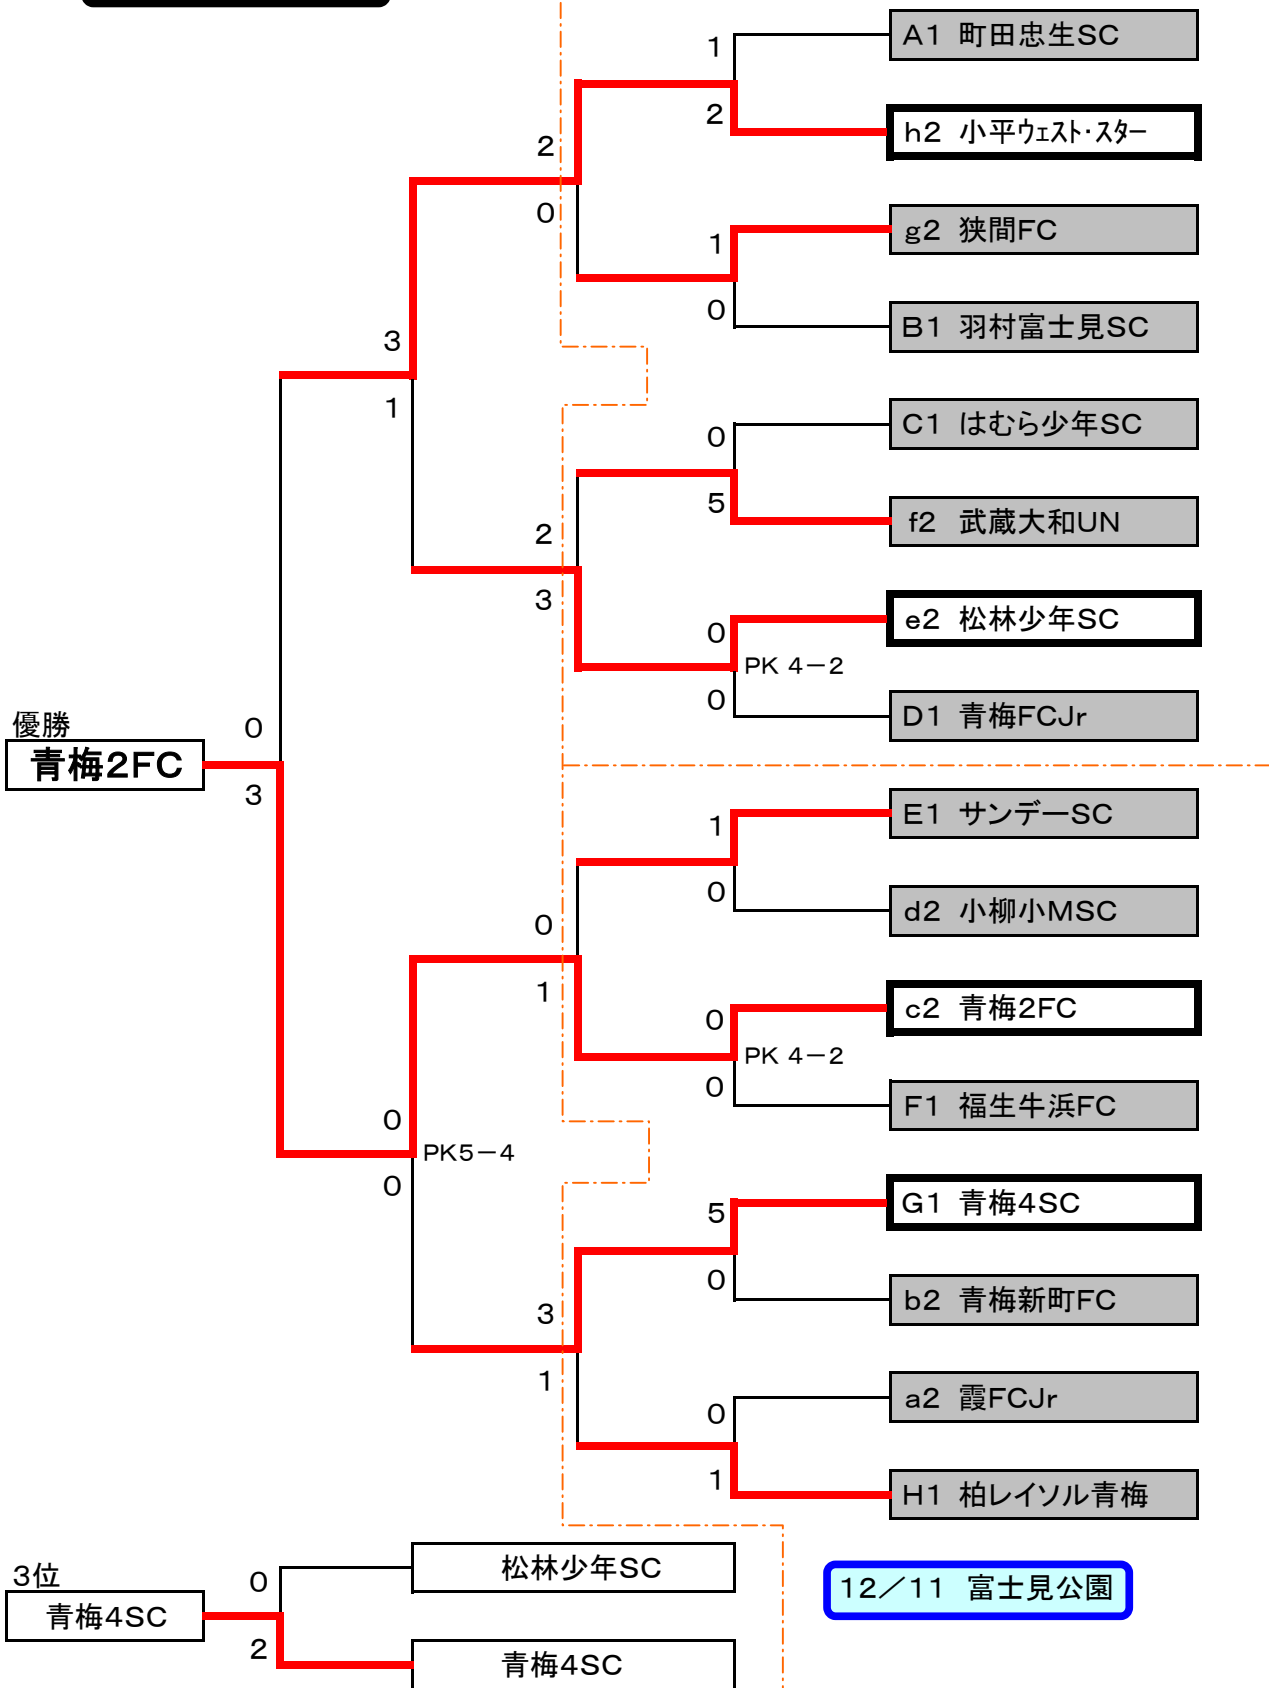 1
A1 町田忠生SC
2
h2 小平ウェスト・スター
2
0
1
g2 狭間FC
0
B1 羽村富士見SC
3
1
0
C1 はむら少年SC
5
f2 武蔵大和UN
2
3
0
e2 松林少年SC
PK 4－2
0
D1 青梅FCJr
優勝
青梅2FC
0
3
1
E1 サンデーSC
0
d2 小柳小MSC
0
1
0
c2 青梅2FC
PK 4－2
0
F1 福生牛浜FC
0
PK5－4
0
5
G1 青梅4SC
0
b2 青梅新町FC
3
1
0
a2 霞FCJr
1
H1 柏レイソル青梅
3位
青梅4SC
0
2
松林少年SC
青梅4SC
12／11 富士見公園